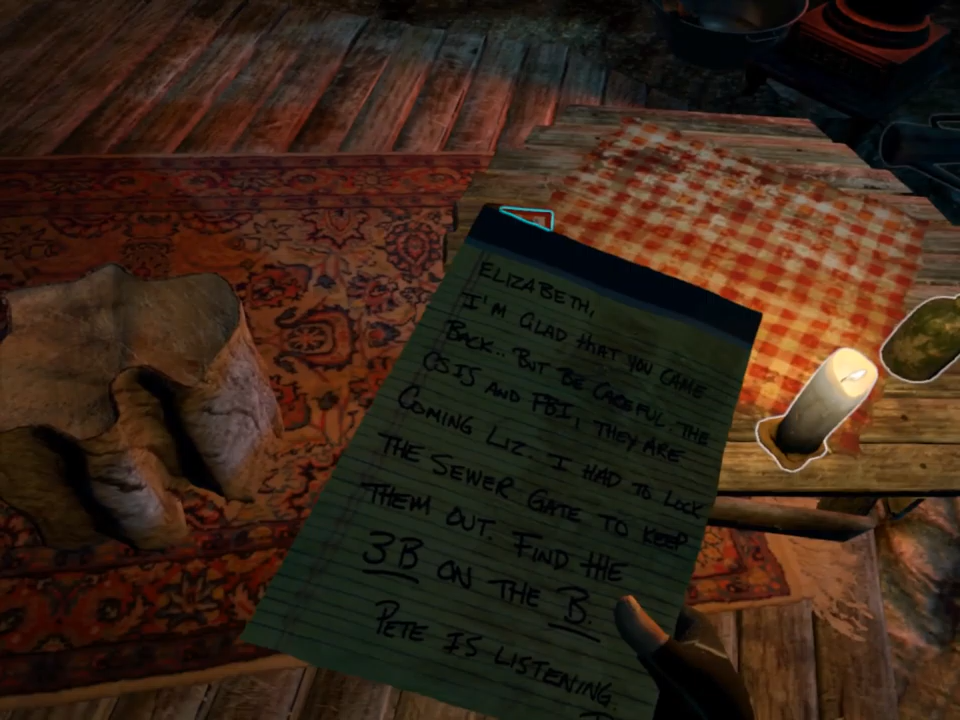 ELIZABETH,
I'M GLAD THAT YOU CAME
BACK.. BUT BE CAREFUL. THE
CSIS AND FBI, THEY ARE
COMING LIZ. I HAD TO LOCK
THE SEWER GATE TO KEEP
THEM OUT. FIND THE
3B ON THE B.
PETE IS LISTENING.